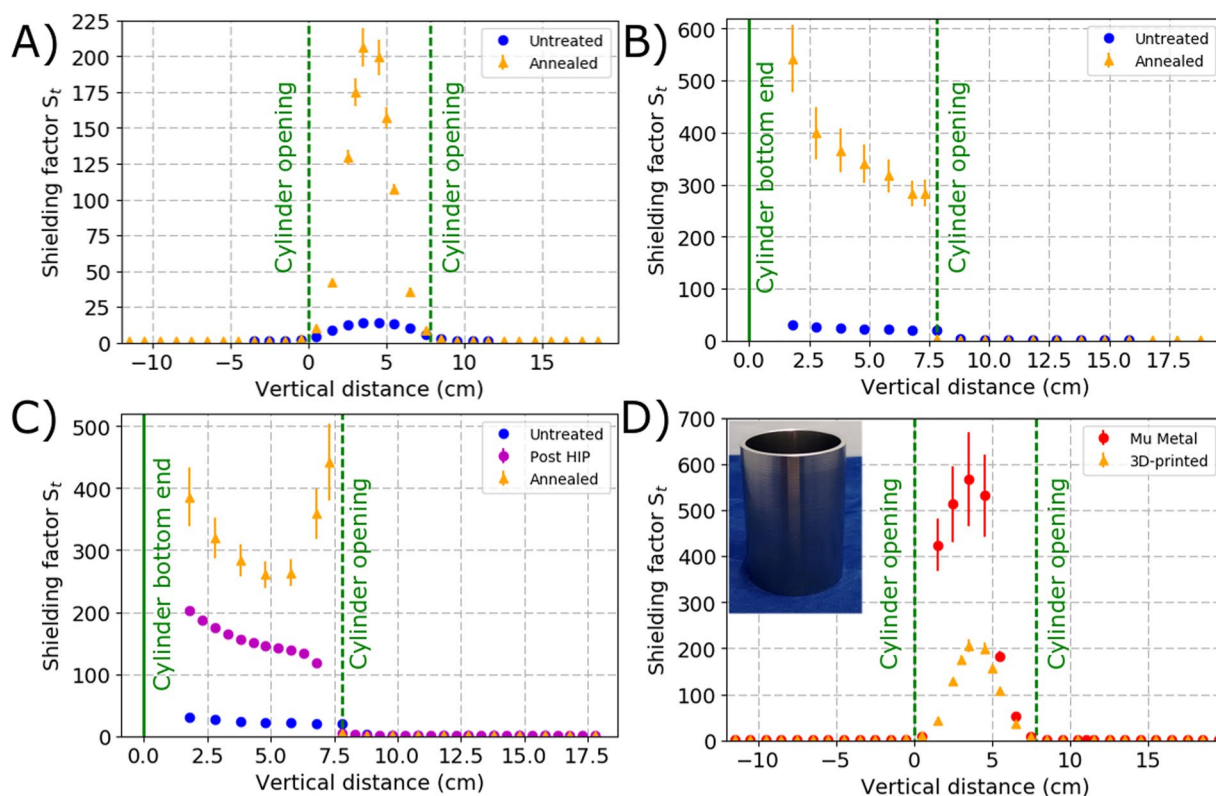 A)
225
200
175
150
125
100
75
50
25
0
Shielding factor St
Cylinder opening
Cylinder opening
Untreated
Annealed
−10
−5
0
5
10
15
Vertical distance (cm)
B)
600
500
400
300
200
100
0
Shielding factor St
Cylinder bottom end
Cylinder opening
Untreated
Annealed
0.0
2.5
5.0
7.5
10.0
12.5
15.0
17.5
Vertical distance (cm)
C)
500
400
300
200
100
0
Shielding factor St
Cylinder bottom end
Cylinder opening
Untreated
Post HIP
Annealed
0.0
2.5
5.0
7.5
10.0
12.5
15.0
17.5
Vertical distance (cm)
D)
700
600
500
400
300
200
100
0
Shielding factor St
Cylinder opening
Cylinder opening
Mu Metal
3D-printed
−10
−5
0
5
10
15
Vertical distance (cm)